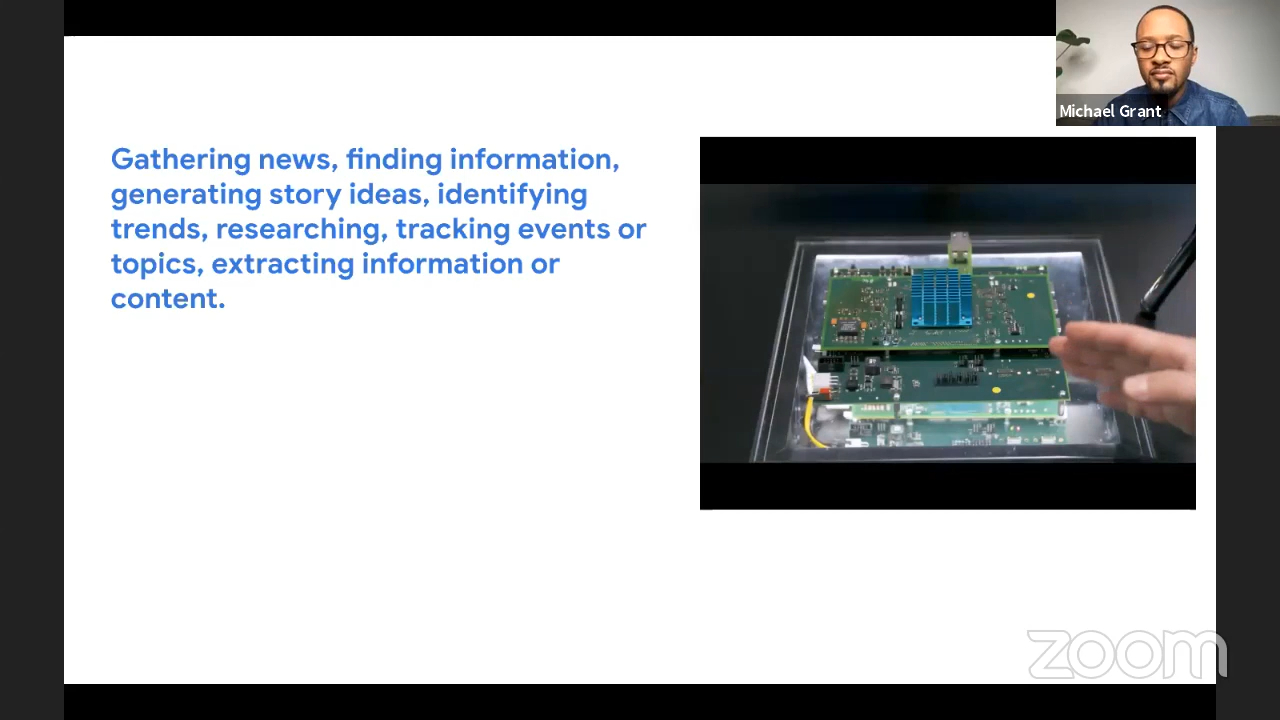 Michael Grant
Gathering news, finding information,
generating story ideas, identifying
trends, researching, tracking events or
topics, extracting information or
content.
zoom